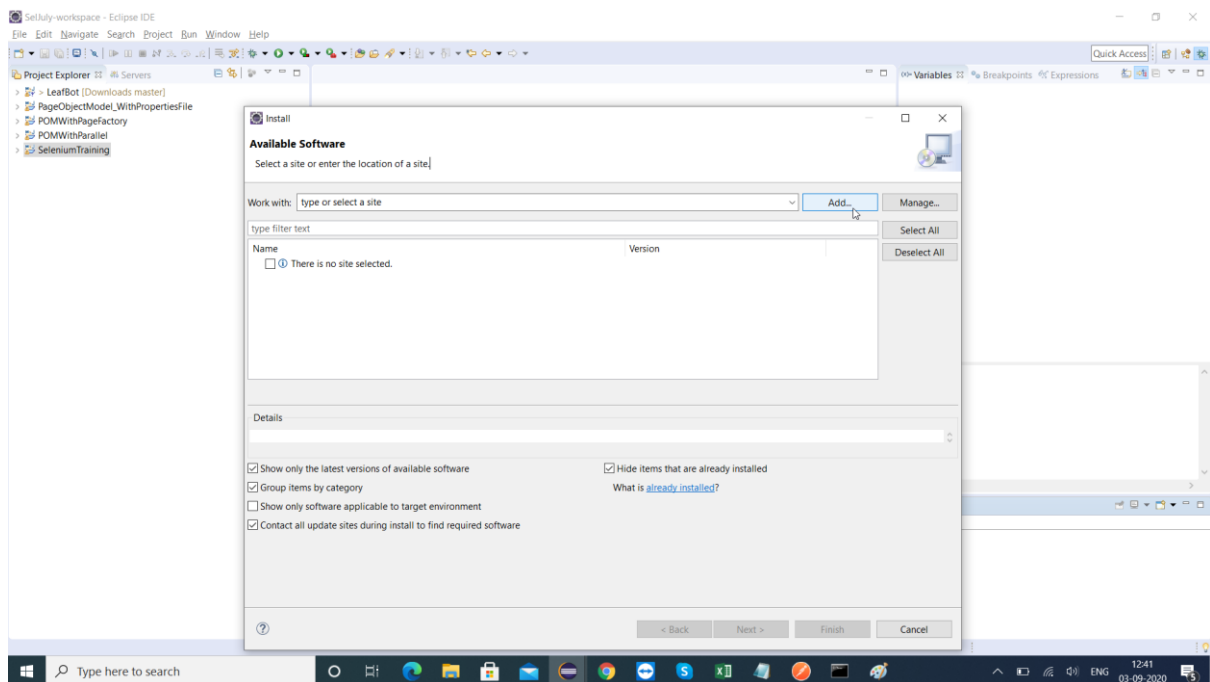 SelJuly-workspace - Eclipse IDE
File Edit Navigate Search Project Run Window Help
Quick Access
Project Explorer Servers
Variables Breakpoints Expressions
> LeafBot [Downloads master]
PageObjectModel_WithPropertiesFile
POMWithPageFactory
POMWithParallel
SeleniumTraining
Install
Available Software
Select a site or enter the location of a site.
Work with: type or select a site Add... Manage...
type filter text Select All
Name Version Deselect All
There is no site selected.
Details
Show only the latest versions of available software Hide items that are already installed
Group items by category What is already installed?
Show only software applicable to target environment
Contact all update sites during install to find required software
< Back Next > Finish Cancel
Type here to search
ENG 12:41
03-09-2020